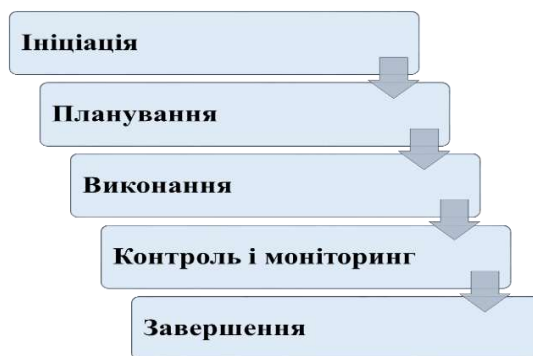 Ініціація
Планування
Виконання
Контроль і моніторинг
Завершення